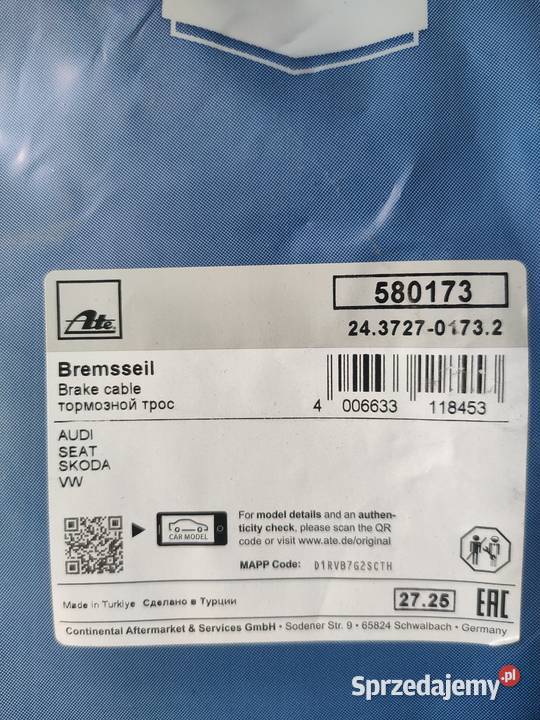 580173
24.3727-0173.2
Ate
Bremsseil
Brake cable
тормозной трос
4 006633 118453
AUDI
SEAT
SKODA
VW
CAR MODEL
For model details and an authen-
ticity check, please scan the QR
code or visit www.ate.de/original
MAPP Code: D1RVB7G2SCTH
Made in Turkiye Сделано в Турции
27.25
EAC
Continental Aftermarket & Services GmbH • Sodener Str. 9 • 65824 Schwalbach • Germany
Sprzedajemy.pl